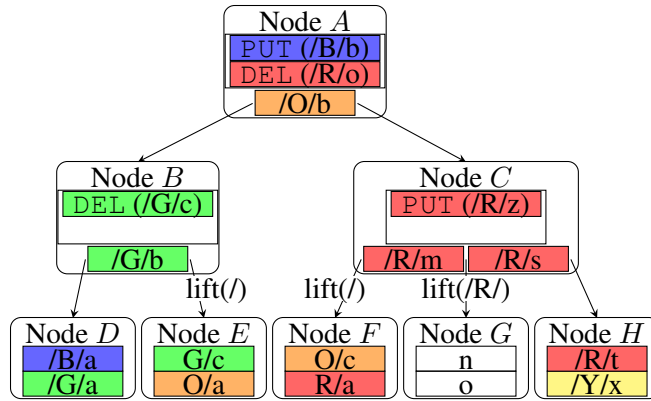 Node A
PUT (/B/b)
DEL (/R/o)
/O/b
Node B
DEL (/G/c)
/G/b
Node C
PUT (/R/z)
/R/m /R/s
lift(/) lift(/) lift(/R/)
Node D
/B/a
/G/a
Node E
G/c
O/a
Node F
O/c
R/a
Node G
n
o
Node H
/R/t
/Y/x